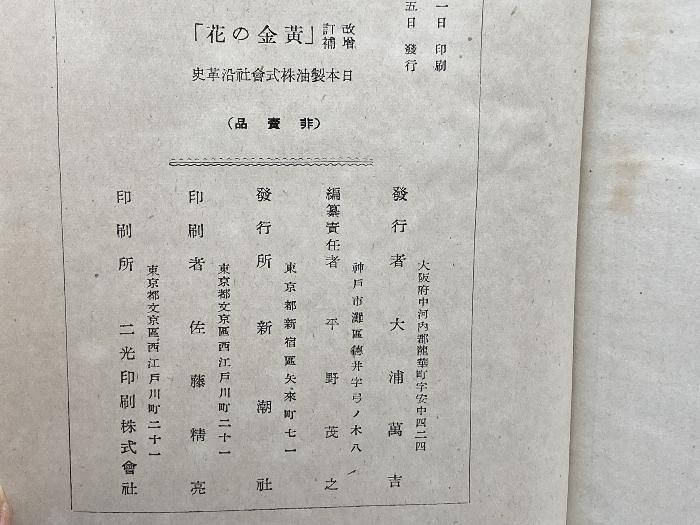 一日 印刷
五日 發行
改訂
增補
「黃金の花」
日本製油株式會社沿革史
（非賣品）
大阪府中河內郡龍華町字安中四二四
發行者 大浦萬吉
神戶市灘區德井字弓ノ木八
編纂責任者 平野茂之
東京都新宿區矢來町七一
發行所 新潮社
東京都文京區西江戶川町二十一
印刷者 佐藤精亮
東京都文京區西江戶川町二十一
印刷所 二光印刷株式會社